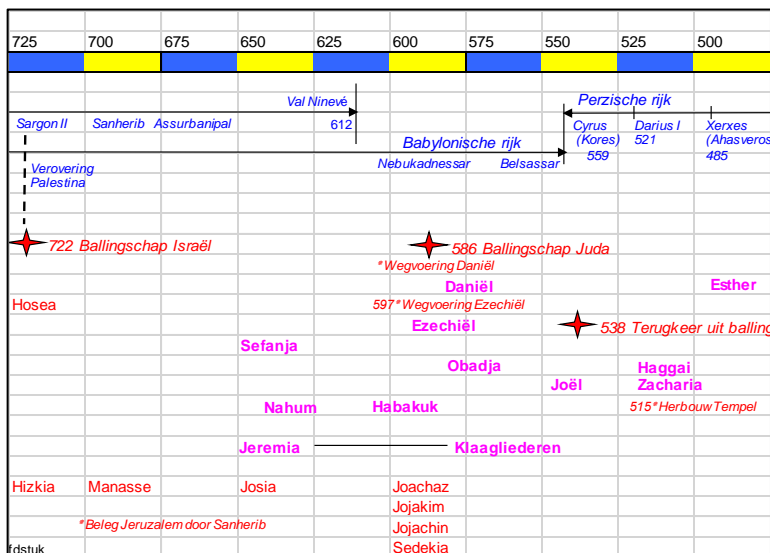 725 700 675 650 625 600 575 550 525 500
Val Ninevé
Perzische rijk
Sargon II Sanherib Assurbanipal 612 Cyrus Darius I Xerxes
(Kores) 521 (Ahasveros
Babylonische rijk
559 485
Verovering Nebukadnessar Belsassar
Palestina
722 Ballingschap Israël 586 Ballingschap Juda
*Wegvoering Daniël
Daniël Esther
Hosea 597*Wegvoering Ezechiël
Ezechiël 538 Terugkeer uit balling
Sefanja
Obadja Haggai
Joël Zacharia
Nahum Habakuk 515*Herbouw Tempel
Jeremia Klaagliederen
Hizkia Manasse Josia Joachaz
Jojakim
*Beleg Jeruzalem door Sanherib Jojachin
fdstuk Sedekia